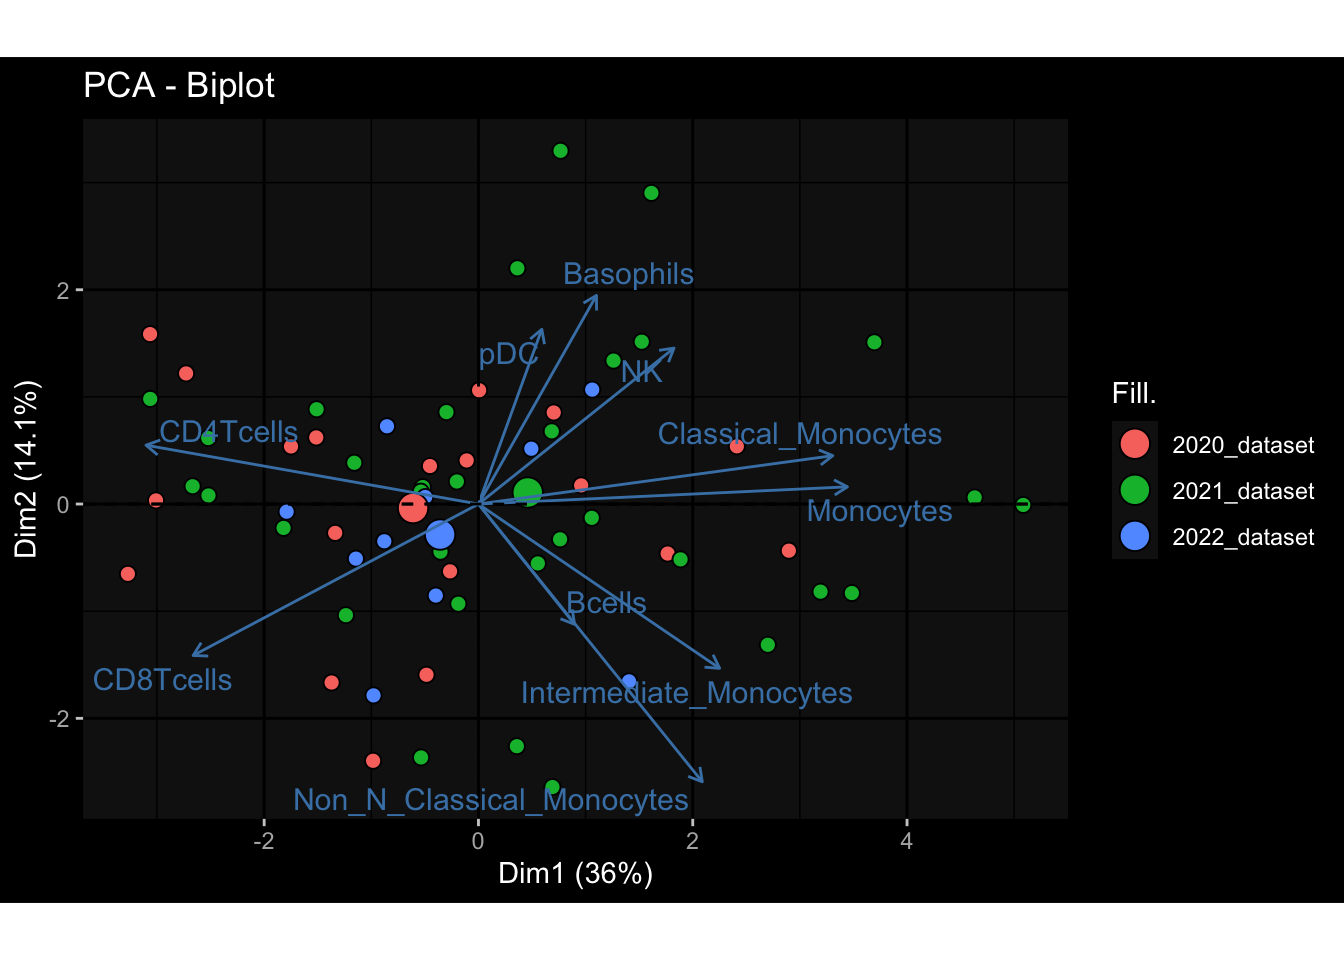 PCA - Biplot
Basophils
pDC
NK
CD4Tcells
Classical_Monocytes
Monocytes
Bcells
CD8Tcells
Intermediate_Monocytes
Non_N_Classical_Monocytes
2
0
-2
-2
0
2
4
Dim1 (36%)
Dim2 (14.1%)
Fill.
2020_dataset
2021_dataset
2022_dataset